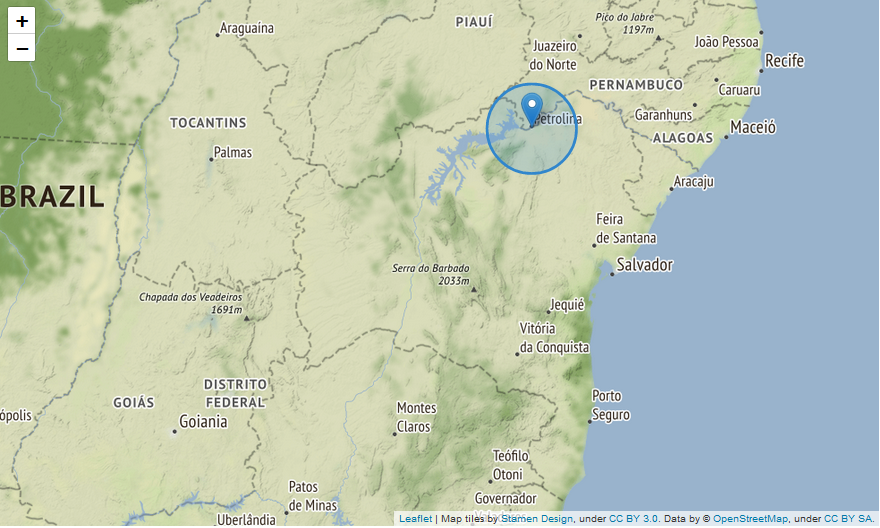 +
−
Araguaína
PIAUÍ
Pico do Jabre
1197m
Juazeiro
do Norte
João Pessoa
Recife
PERNAMBUCO
Caruaru
Garanhuns
TOCANTINS
Petrolina
Maceió
ALAGOAS
Palmas
Aracaju
BRAZIL
Feira
de Santana
Serra do Barbado
2033m
Salvador
Chapada dos Veadeiros
1691m
Jequié
Vitória
da Conquista
DISTRITO
FEDERAL
GOIÁS
Goiania
ópolis
Montes
Claros
Porto
Seguro
Teófilo
Otoni
Patos
de Minas
Governador
Uberlândia
Leaflet | Map tiles by Stamen Design, under CC BY 3.0. Data by © OpenStreetMap, under CC BY SA.